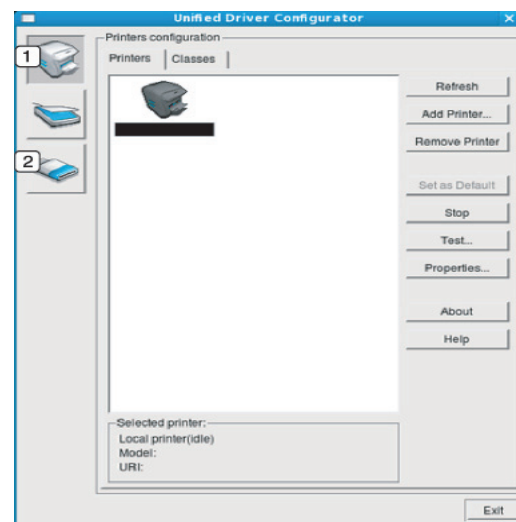 Unified Driver Configurator
1
2
Printers configuration
Printers
Classes
Refresh
Add Printer...
Remove Printer
Set as Default
Stop
Test...
Properties...
About
Help
Selected printer:
Local printer(idle)
Model:
URI:
Exit